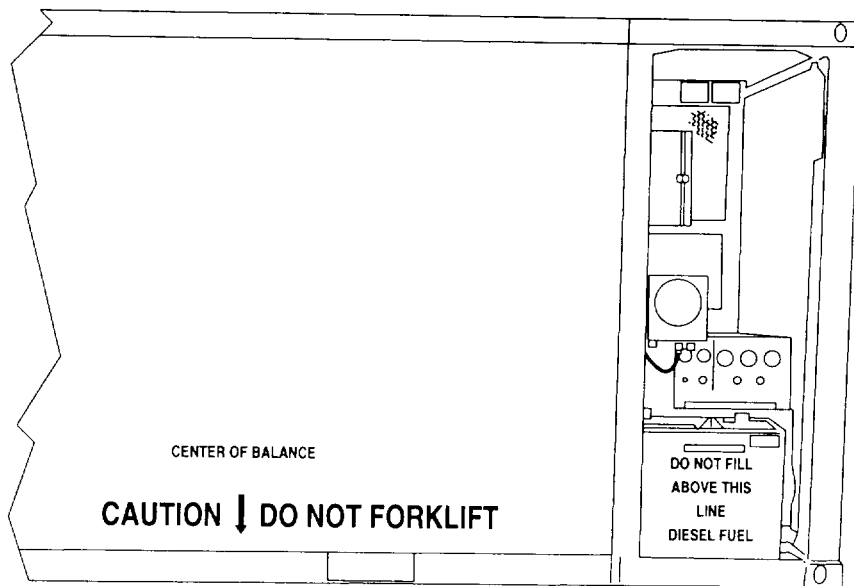 CENTER OF BALANCE
CAUTION ↓ DO NOT FORKLIFT
DO NOT FILL
ABOVE THIS
LINE
DIESEL FUEL